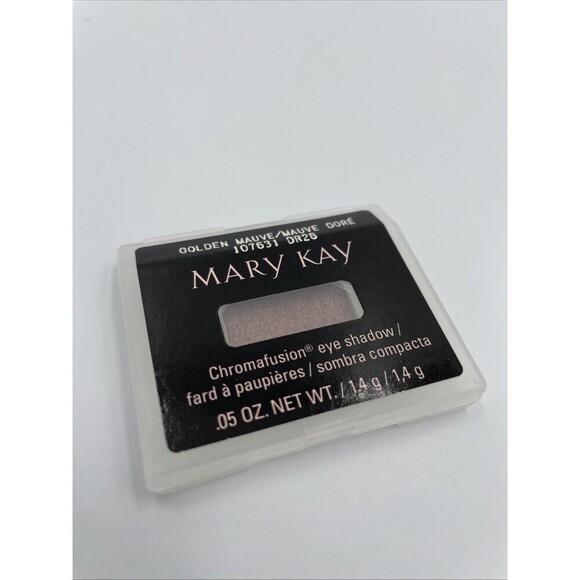 GOLDEN MAUVE/MAUVE DORÉ
107631 DR28
MARY KAY
Chromafusion® eye shadow /
fard à paupières / sombra compacta
.05 OZ. NET WT. / 1.4 g / 1.4 g